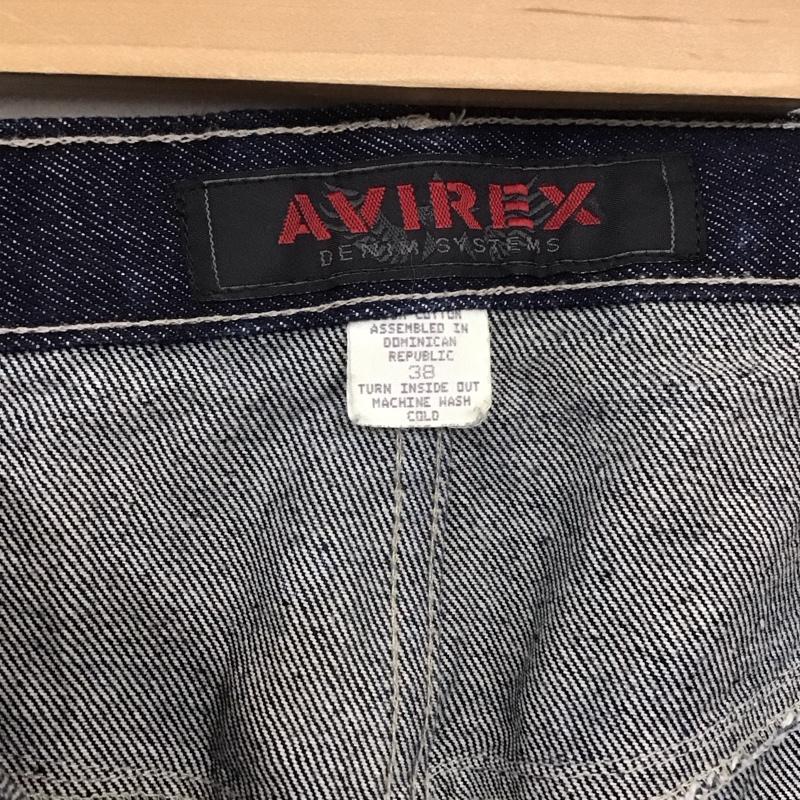 AVIREX
DENIM SYSTEMS
COTTON
ASSEMBLED IN
DOMINICAN
REPUBLIC
38
TURN INSIDE OUT
MACHINE WASH
COLD